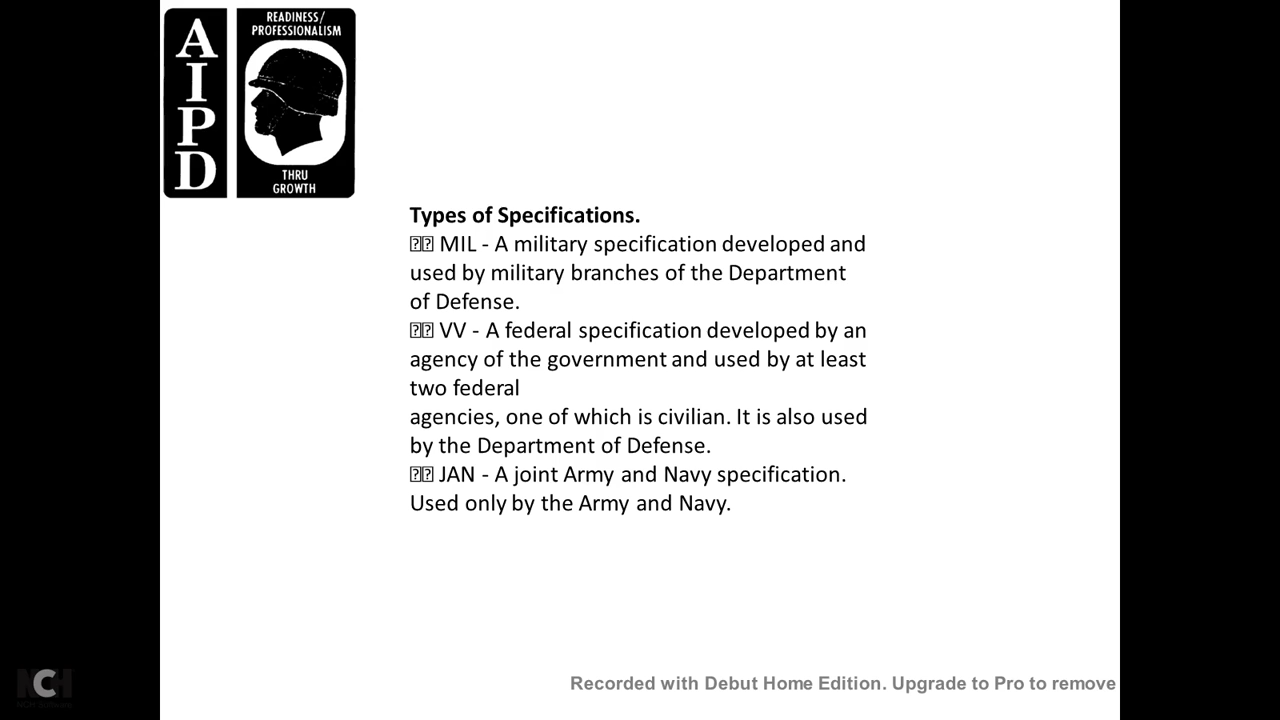 AIPD
READINESS/
PROFESSIONALISM
THRU
GROWTH
Types of Specifications.
⍰⍰ MIL - A military specification developed and
used by military branches of the Department
of Defense.
⍰⍰ VV - A federal specification developed by an
agency of the government and used by at least
two federal
agencies, one of which is civilian. It is also used
by the Department of Defense.
⍰⍰ JAN - A joint Army and Navy specification.
Used only by the Army and Navy.
NCH
Recorded with Debut Home Edition. Upgrade to Pro to remove